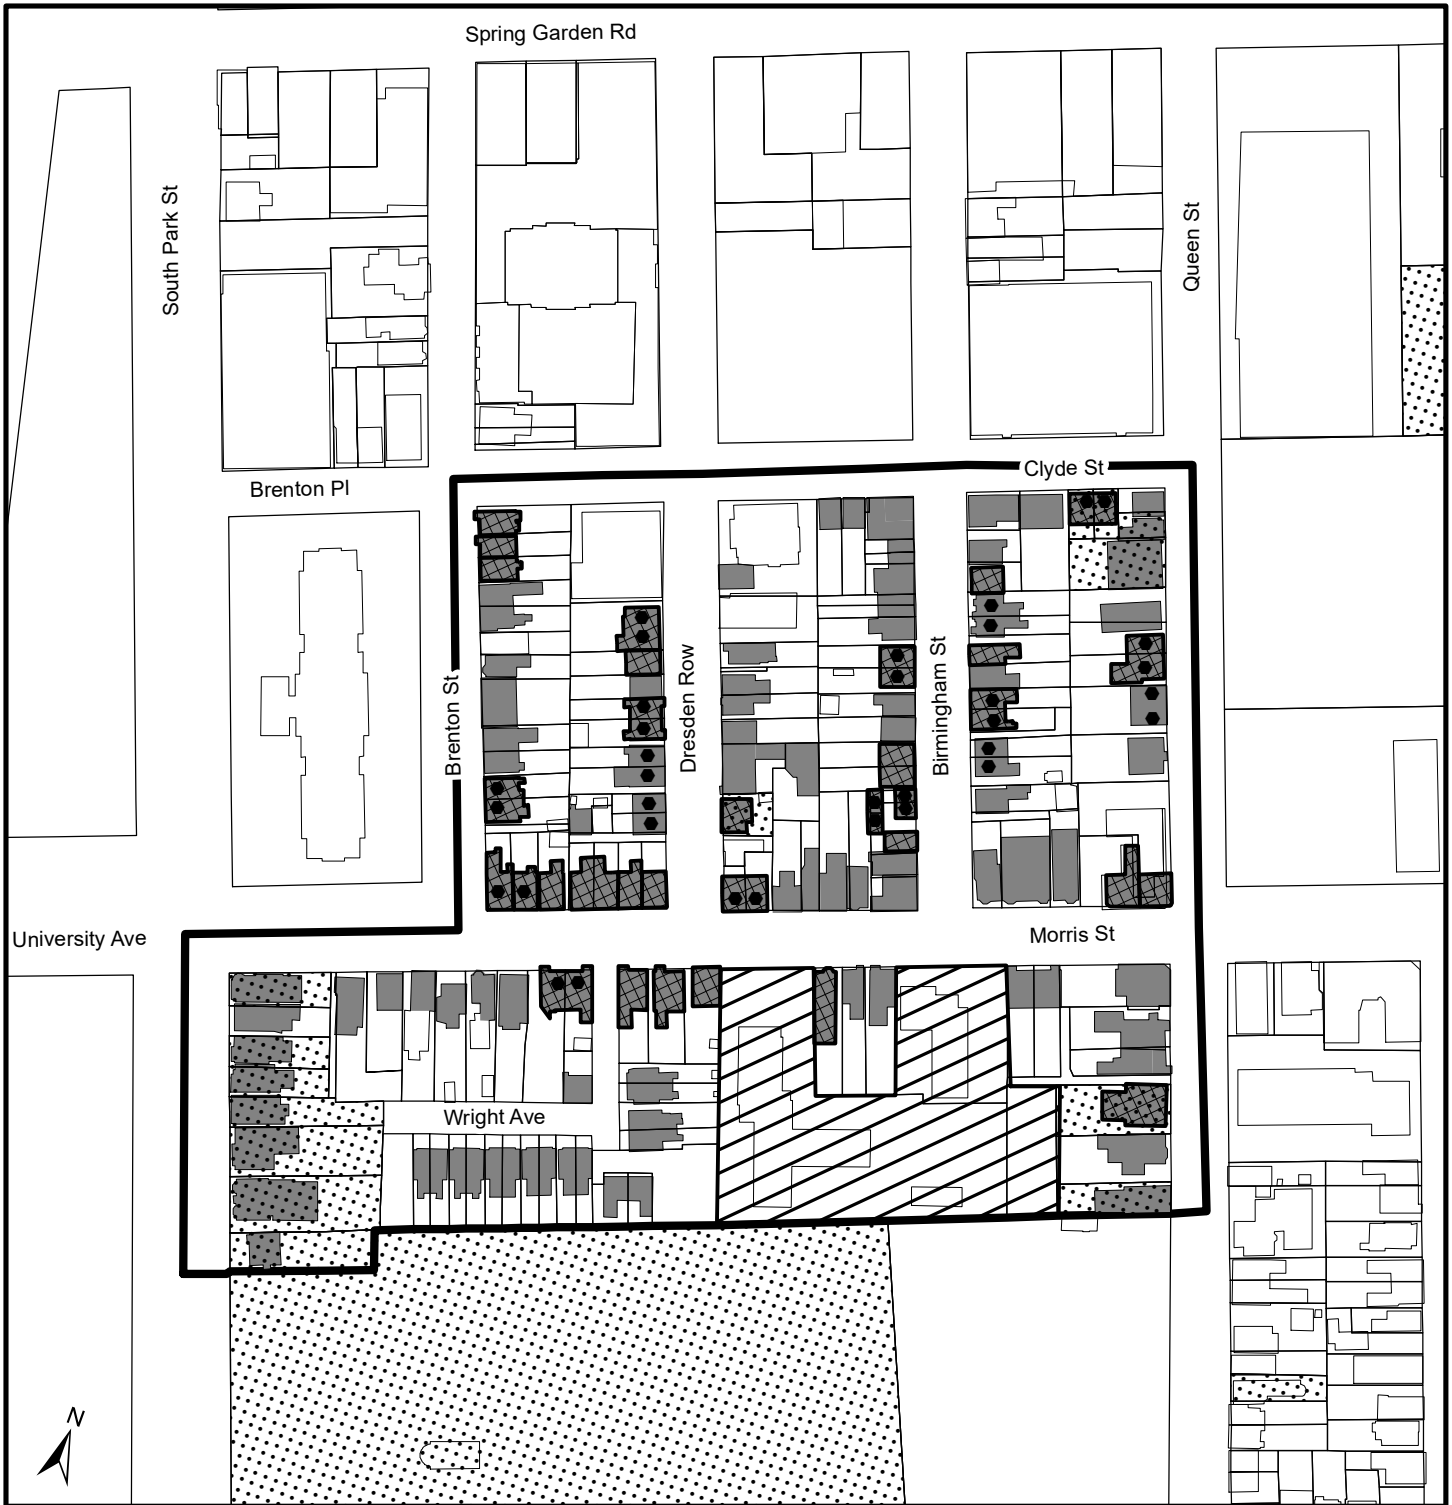 Spring Garden Rd
South Park St
Queen St
Clyde St
Brenton Pl
Brenton St
Dresden Row
Birmingham St
University Ave
Morris St
Wright Ave
N